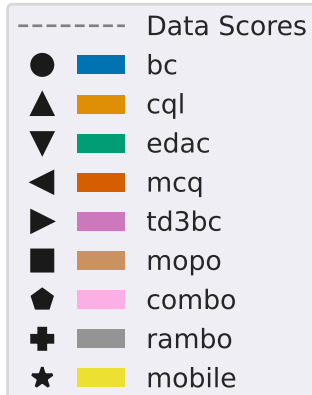 Data Scores
bc
cql
edac
mcq
td3bc
mopo
combo
rambo
mobile